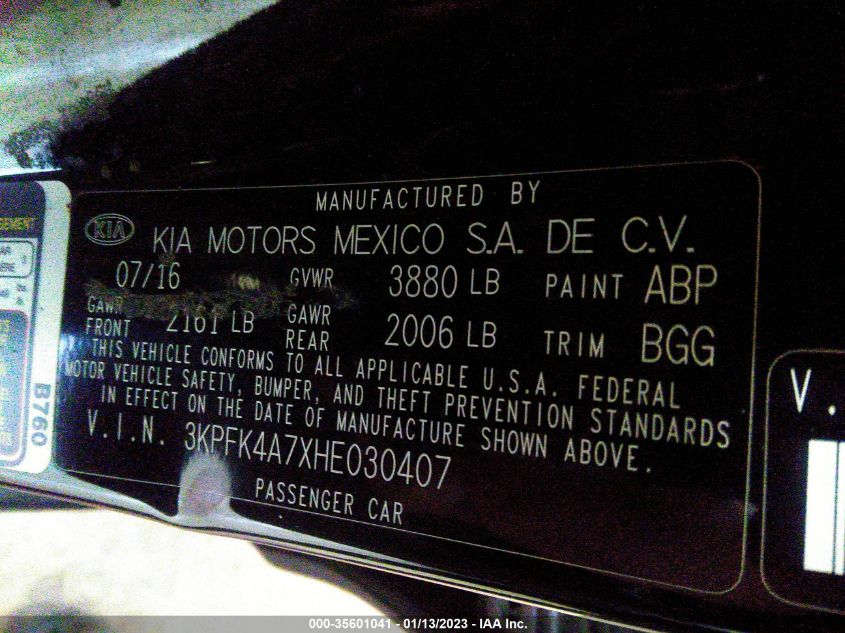 MANUFACTURED BY
KIA KIA MOTORS MEXICO S.A. DE C.V.
07/16 GVWR 3880 LB PAINT ABP
GAWR FRONT 2161 LB GAWR REAR 2006 LB TRIM BGG
THIS VEHICLE CONFORMS TO ALL APPLICABLE U.S.A. FEDERAL
MOTOR VEHICLE SAFETY, BUMPER, AND THEFT PREVENTION STANDARDS
IN EFFECT ON THE DATE OF MANUFACTURE SHOWN ABOVE.
V.I.N. 3KPFK4A7XHE030407
PASSENGER CAR
B760
V.
000-35601041 - 01/13/2023 - IAA Inc.